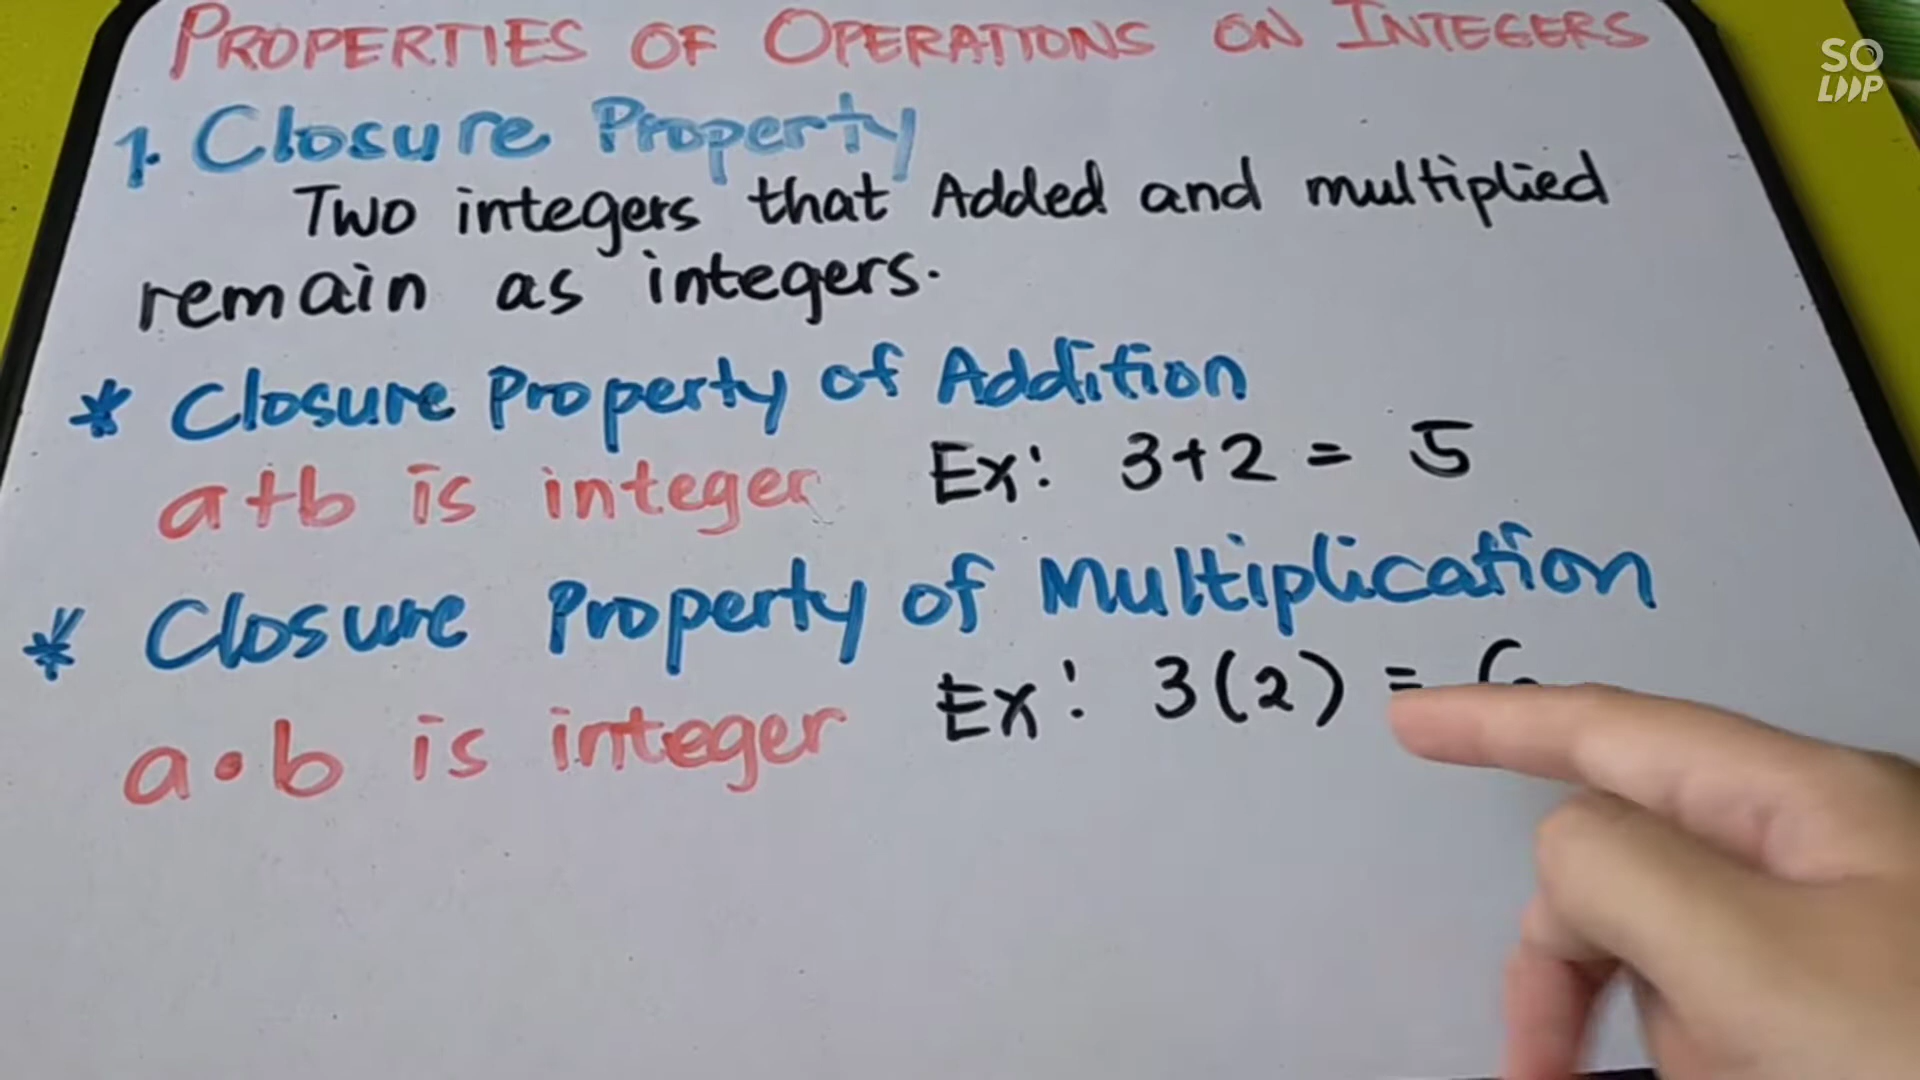 PROPERTIES OF OPERATIONS ON INTEGERS
1. Closure Property
Two integers that Added and multiplied
remain as integers.
* Closure Property of Addition
a+b is integer Ex: 3+2 = 5
* Closure Property of Multiplication
a•b is integer Ex: 3(2) =
SO
LOOP